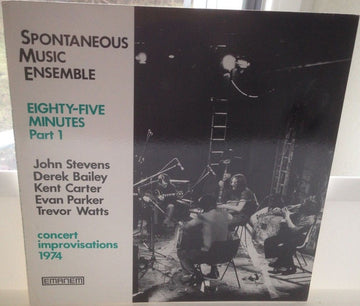 SPONTANEOUS
MUSIC
ENSEMBLE
EIGHTY-FIVE
MINUTES
Part 1
John Stevens
Derek Bailey
Kent Carter
Evan Parker
Trevor Watts
concert
improvisations
1974
EMANEM